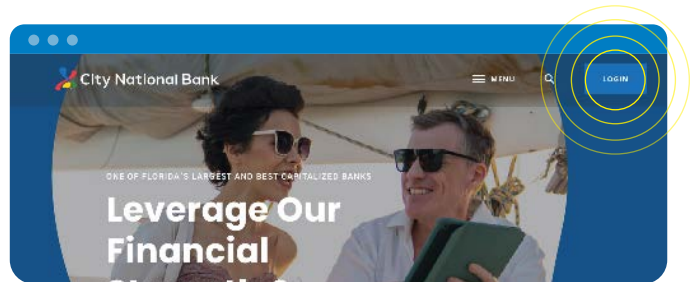 City National Bank
MENU
LOGIN
ONE OF FLORIDA'S LARGEST AND BEST CAPITALIZED BANKS
Leverage Our
Financial